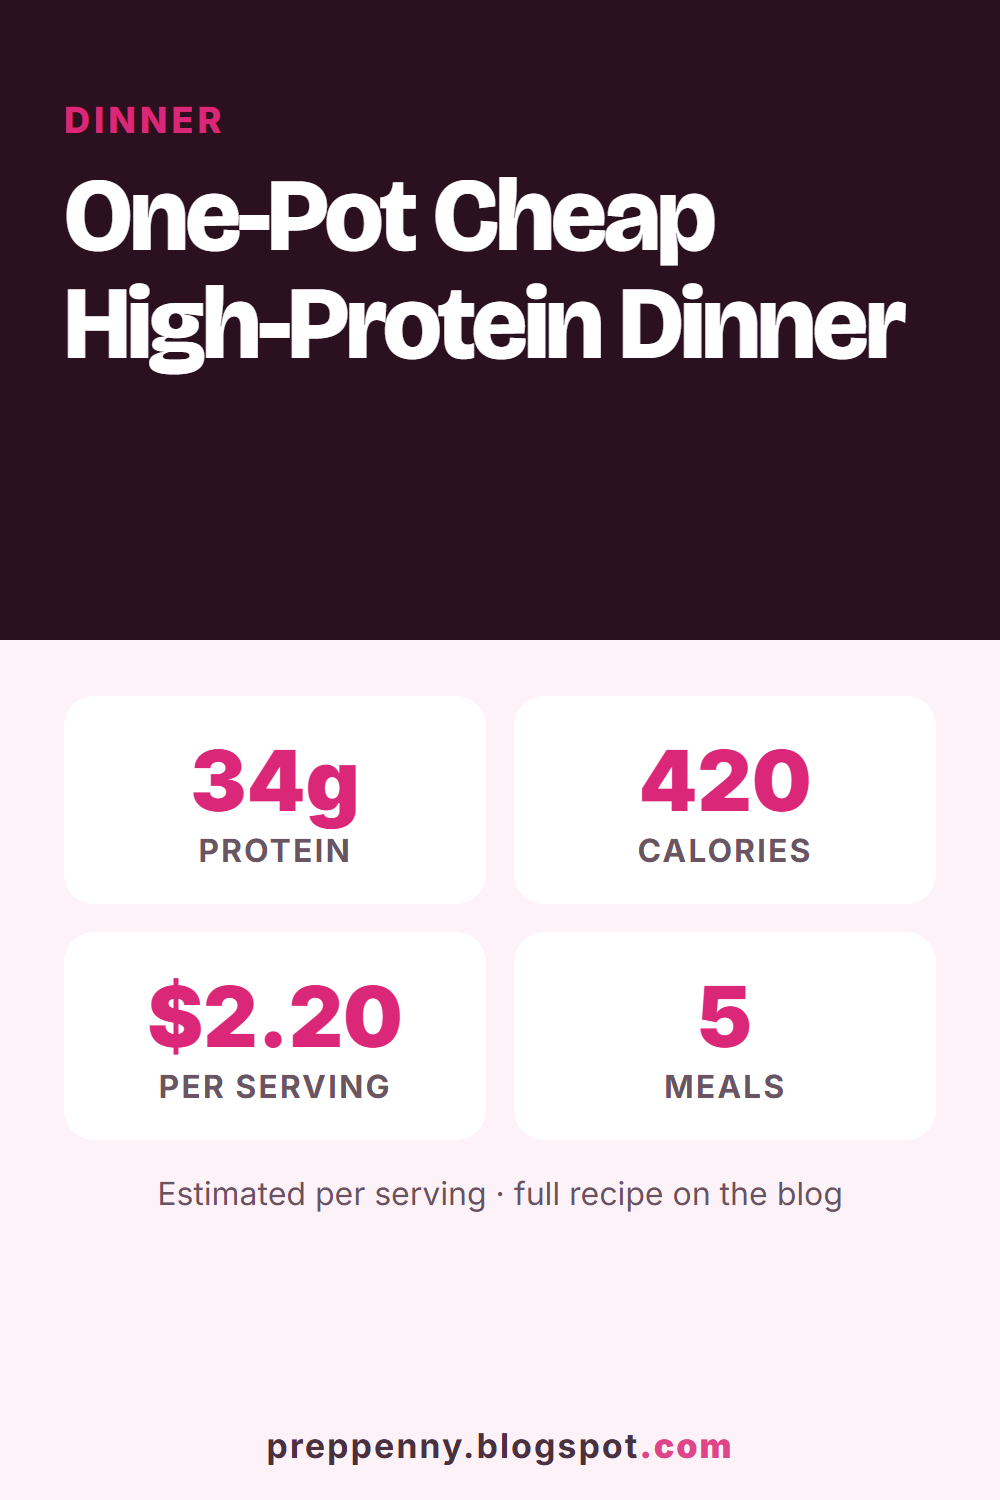 DINNER
One-Pot Cheap
High-Protein Dinner
34g
PROTEIN
420
CALORIES
$2.20
PER SERVING
5
MEALS
Estimated per serving · full recipe on the blog
preppenny.blogspot.com